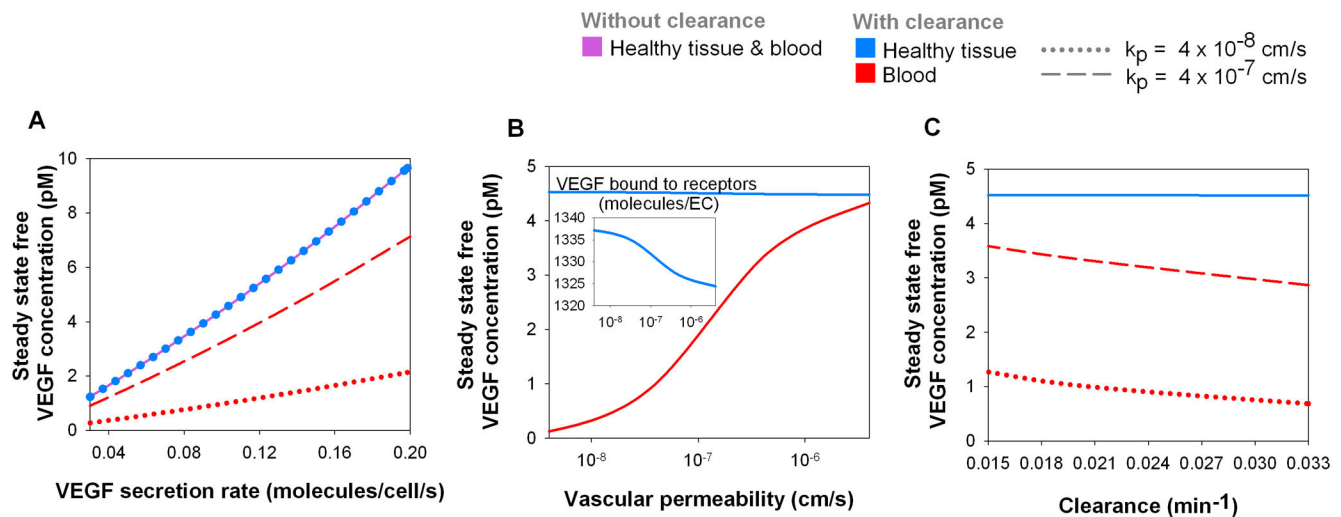 Without clearance
Healthy tissue & blood
With clearance
Healthy tissue
Blood
kp = 4 x 10-8 cm/s
kp = 4 x 10-7 cm/s
A
Steady state free
VEGF concentration (pM)
10
8
6
4
2
0
0.04 0.08 0.12 0.16 0.20
VEGF secretion rate (molecules/cell/s)
B
Steady state free
VEGF concentration (pM)
5
4
3
2
1
0
VEGF bound to receptors
(molecules/EC)
1340
1335
1330
1325
1320
10-8 10-7 10-6
10-8 10-7 10-6
Vascular permeability (cm/s)
C
Steady state free
VEGF concentration (pM)
5
4
3
2
1
0
0.015 0.018 0.021 0.024 0.027 0.030 0.033
Clearance (min-1)